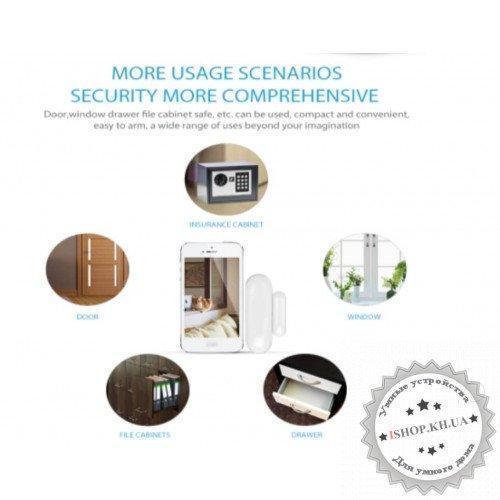 MORE USAGE SCENARIOS
SECURITY MORE COMPREHENSIVE
Door,window drawer file cabinet safe, etc. can be used, compact and convenient,
easy to arm, a wide range of uses beyond your imagination
INSURANCE CABINET
DOOR
WINDOW
FILE CABINETS
DRAWER
Умные устройства
ISHOP.KH.UA
Для умного дома